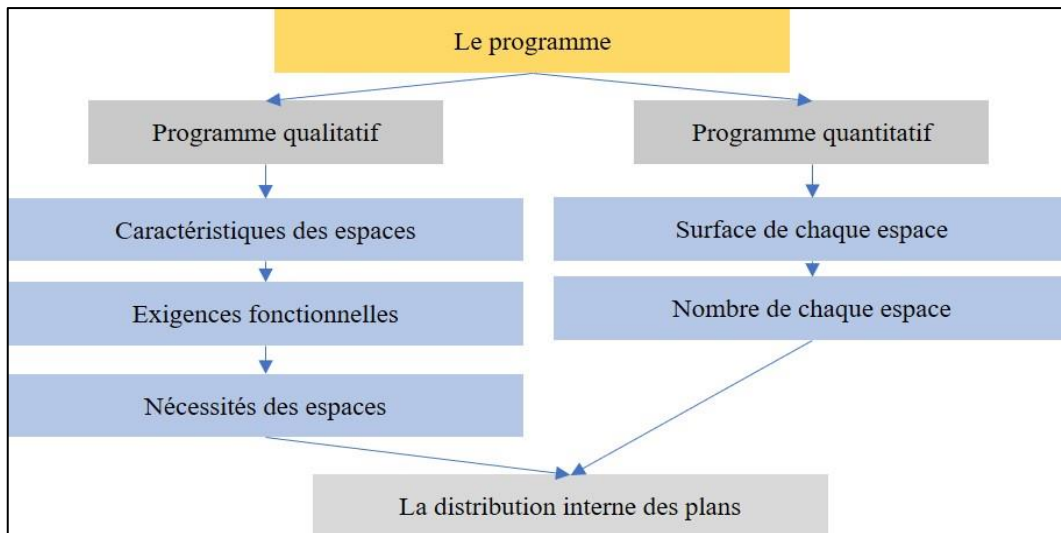 Le programme
Programme qualitatif
Programme quantitatif
Caractéristiques des espaces
Surface de chaque espace
Exigences fonctionnelles
Nombre de chaque espace
Nécessités des espaces
La distribution interne des plans